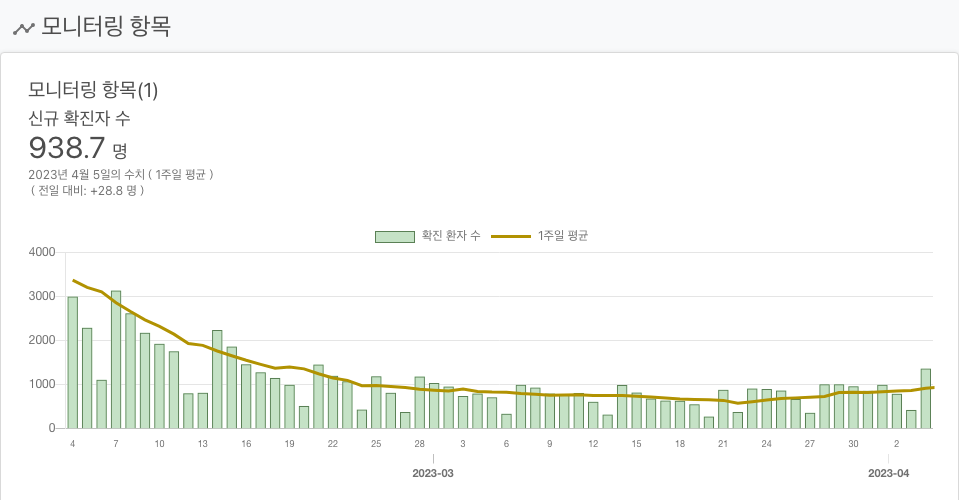 모니터링 항목
모니터링 항목(1)
신규 확진자 수
938.7 명
2023년 4월 5일의 수치 ( 1주일 평균 )
( 전일 대비: +28.8 명 )
확진 환자 수 1주일 평균
4000
3000
2000
1000
0
4 7 10 13 16 19 22 25 28 3 6 9 12 15 18 21 24 27 30 2
2023-03 2023-04